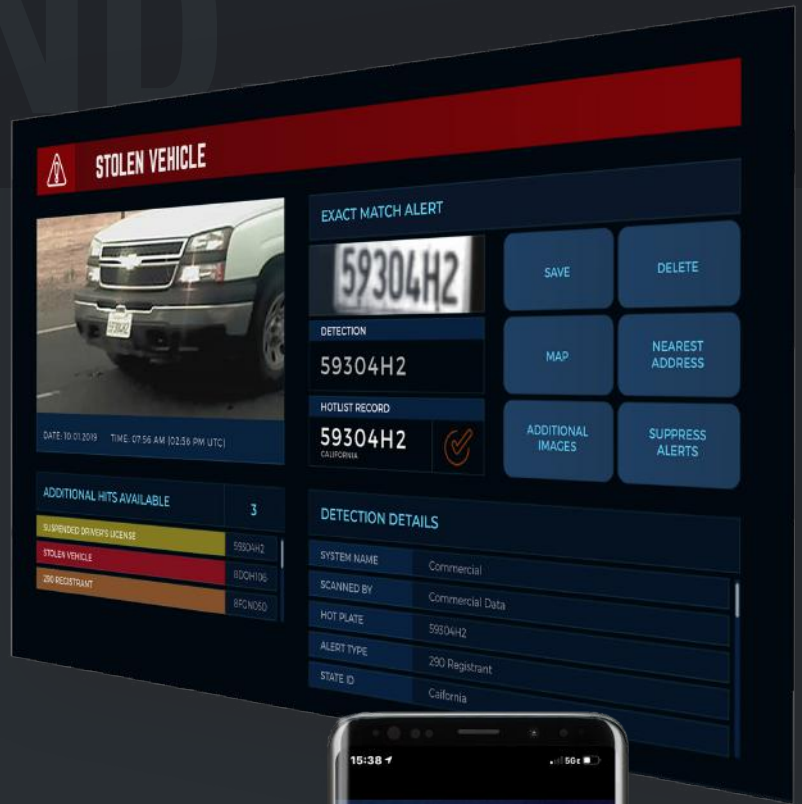 ND
STOLEN VEHICLE
EXACT MATCH ALERT
59304H2
DETECTION
59304H2
HOTLIST RECORD
59304H2
CALIFORNIA
SAVE
DELETE
MAP
NEAREST
ADDRESS
ADDITIONAL
IMAGES
SUPPRESS
ALERTS
DATE: 10.01.2019 TIME: 07:56 AM (02:56 PM UTC)
ADDITIONAL HITS AVAILABLE 3
SUSPENDED DRIVER'S LICENSE 59304H2
STOLEN VEHICLE 8DOH106
290 REGISTRANT 8FGN050
DETECTION DETAILS
SYSTEM NAME Commercial
SCANNED BY Commercial Data
HOT PLATE 59304H2
ALERT TYPE 290 Registrant
STATE ID California
15:38
5GE